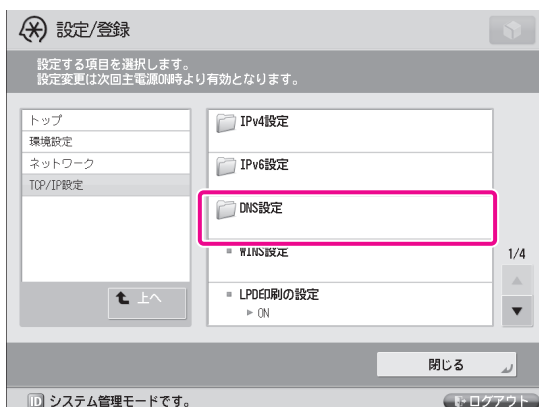 設定/登録
設定する項目を選択します。
設定変更は次回主電源ON時より有効となります。
トップ
環境設定
ネットワーク
TCP/IP設定
上へ
IPv4設定
IPv6設定
DNS設定
WINS設定
LPD印刷の設定
▶ ON
1/4
閉じる
ID システム管理モードです。
ログアウト